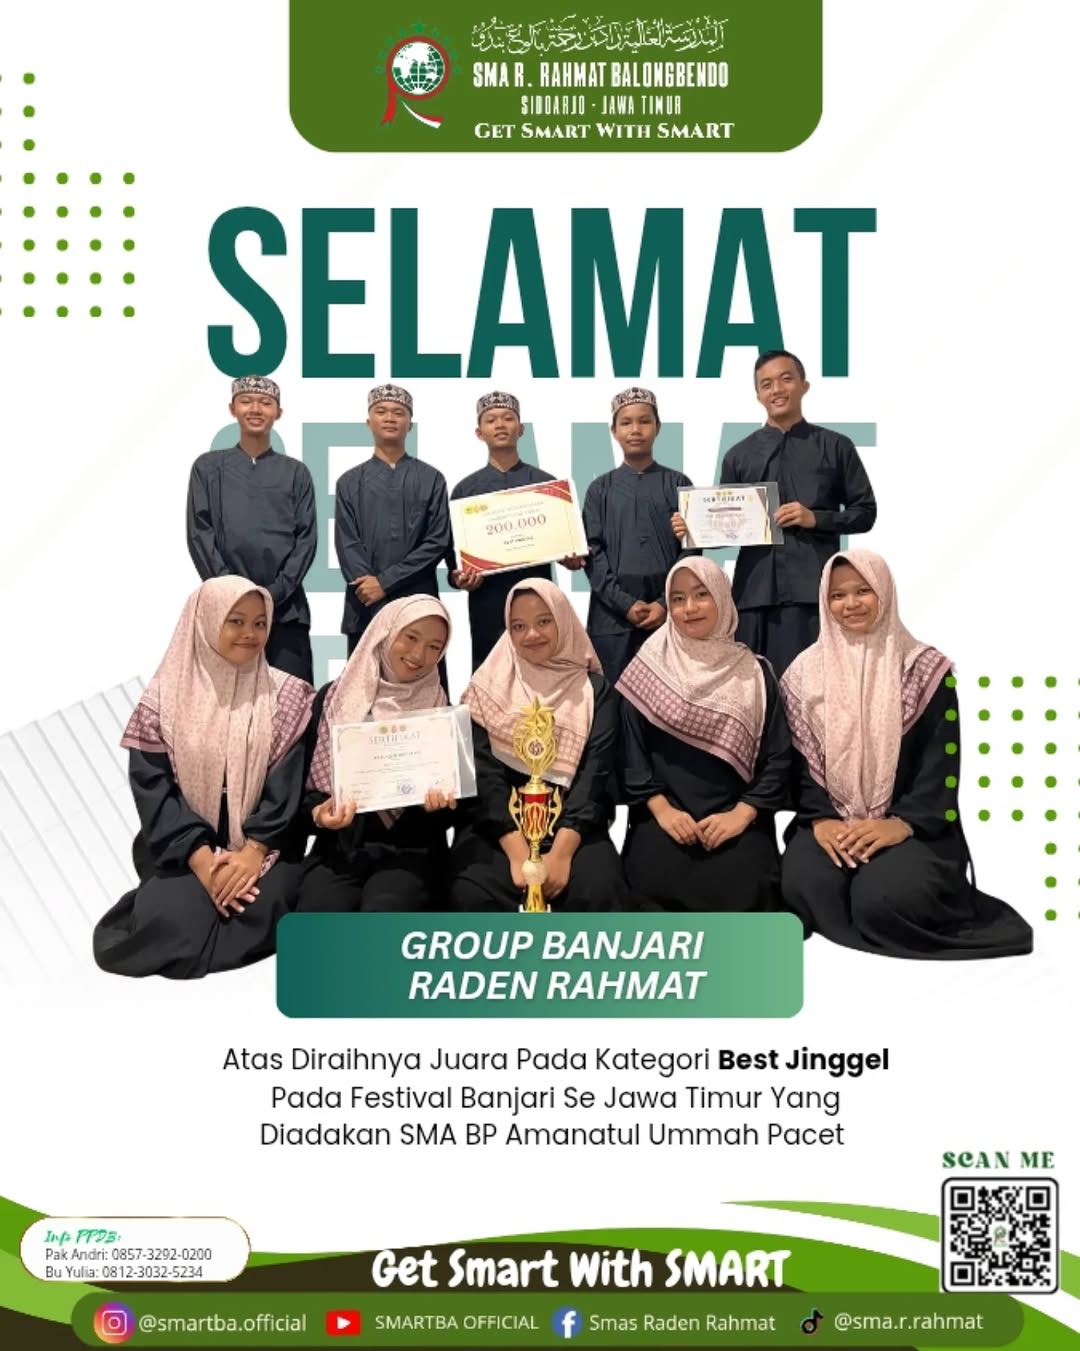 SMA R. RAHMAT BALONGBENDO
SIDOARJO - JAWA TIMUR
GET SMART WITH SMART
SELAMAT
SELAMAT
200.000
SERTIFIKAT
SERTIFIKAT
GROUP BANJARI
RADEN RAHMAT
Atas Diraihnya Juara Pada Kategori Best Jinggel
Pada Festival Banjari Se Jawa Timur Yang
Diadakan SMA BP Amanatul Ummah Pacet
SCAN ME
Info PPDB:
Pak Andri: 0857-3292-0200
Bu Yulia: 0812-3032-5234
Get Smart With SMART
@smartba.official
SMARTBA OFFICIAL
Smas Raden Rahmat
@sma.r.rahmat